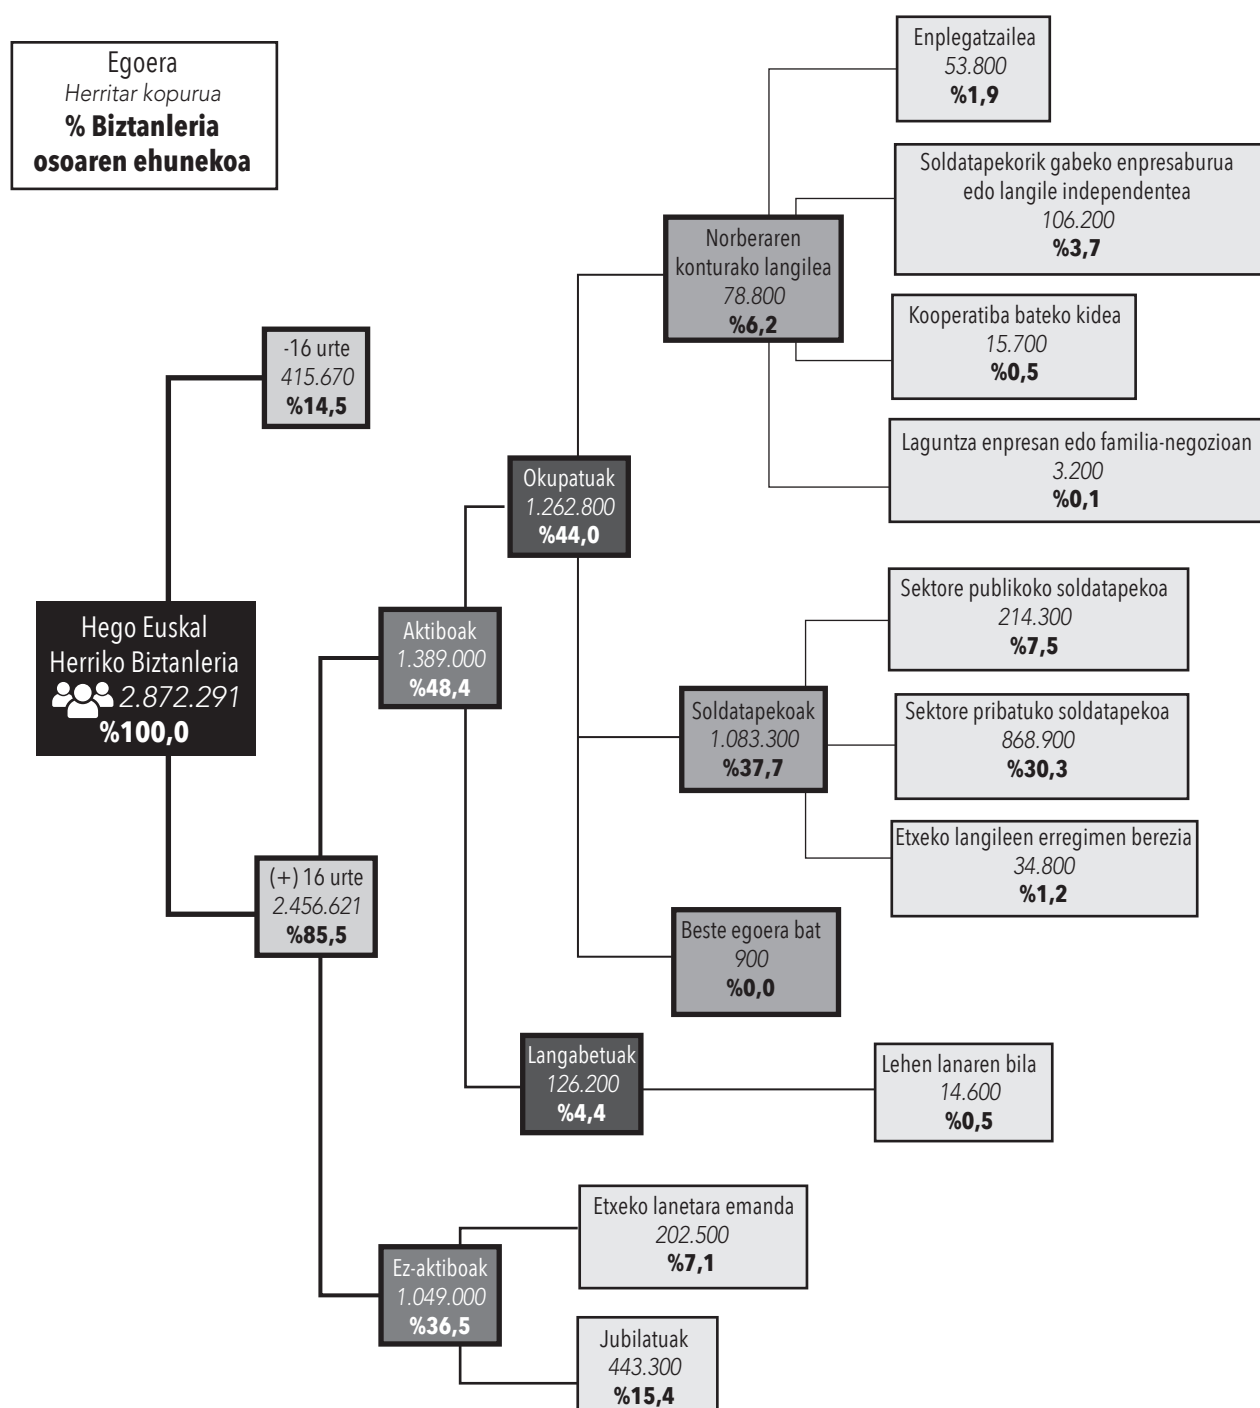 Egoera
Herritar kopurua
% Biztanleria
osoaren ehunekoa
Hego Euskal
Herriko Biztanleria
2.872.291
%100,0
-16 urte
415.670
%14,5
(+) 16 urte
2.456.621
%85,5
Aktiboak
1.389.000
%48,4
Okupatuak
1.262.800
%44,0
Norberaren
konturako langilea
78.800
%6,2
Enplegatzailea
53.800
%1,9
Soldatapekorik gabeko enpresaburua
edo langile independentea
106.200
%3,7
Kooperatiba bateko kidea
15.700
%0,5
Laguntza enpresan edo familia-negozioan
3.200
%0,1
Soldatapekoak
1.083.300
%37,7
Sektore publikoko soldatapekoa
214.300
%7,5
Sektore pribatuko soldatapekoa
868.900
%30,3
Etxeko langileen erregimen berezia
34.800
%1,2
Beste egoera bat
900
%0,0
Langabetuak
126.200
%4,4
Lehen lanaren bila
14.600
%0,5
Ez-aktiboak
1.049.000
%36,5
Etxeko lanetara emanda
202.500
%7,1
Jubilatuak
443.300
%15,4